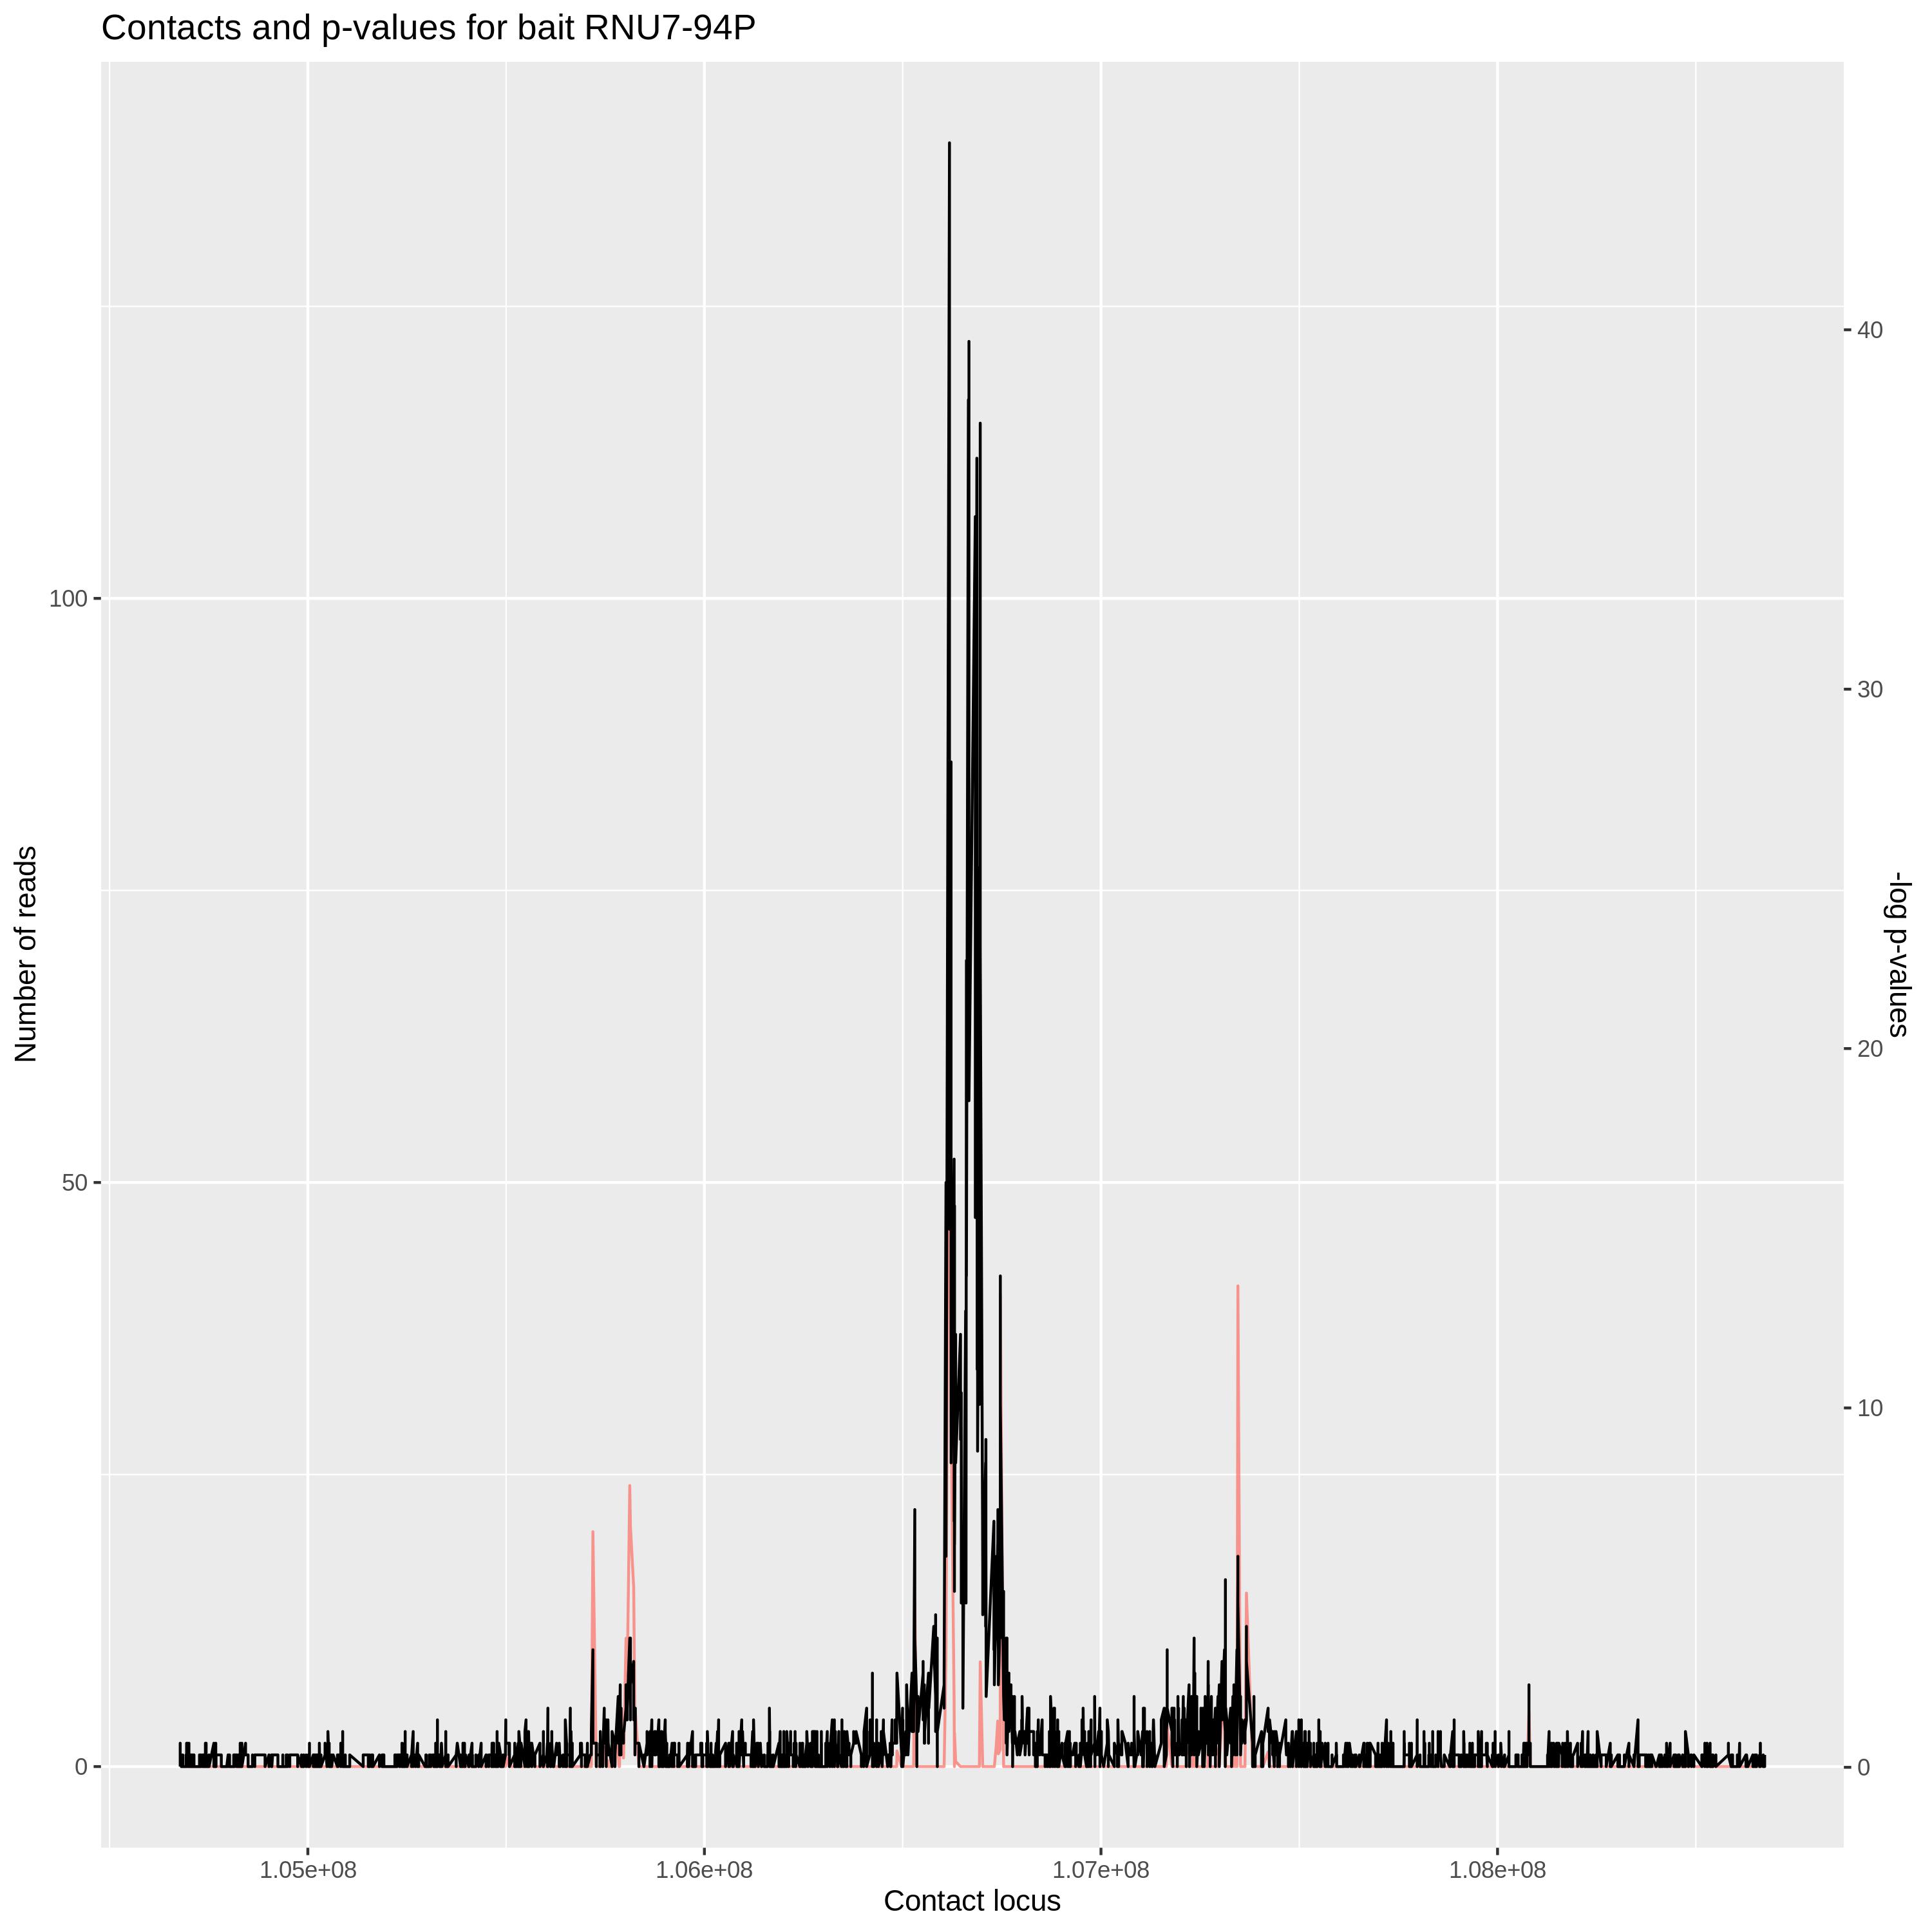 Contacts and p-values for bait RNU7-94P
Number of reads
100
50
0
40
30
20
10
0
-log p-values
1.05e+08
1.06e+08
1.07e+08
1.08e+08
Contact locus